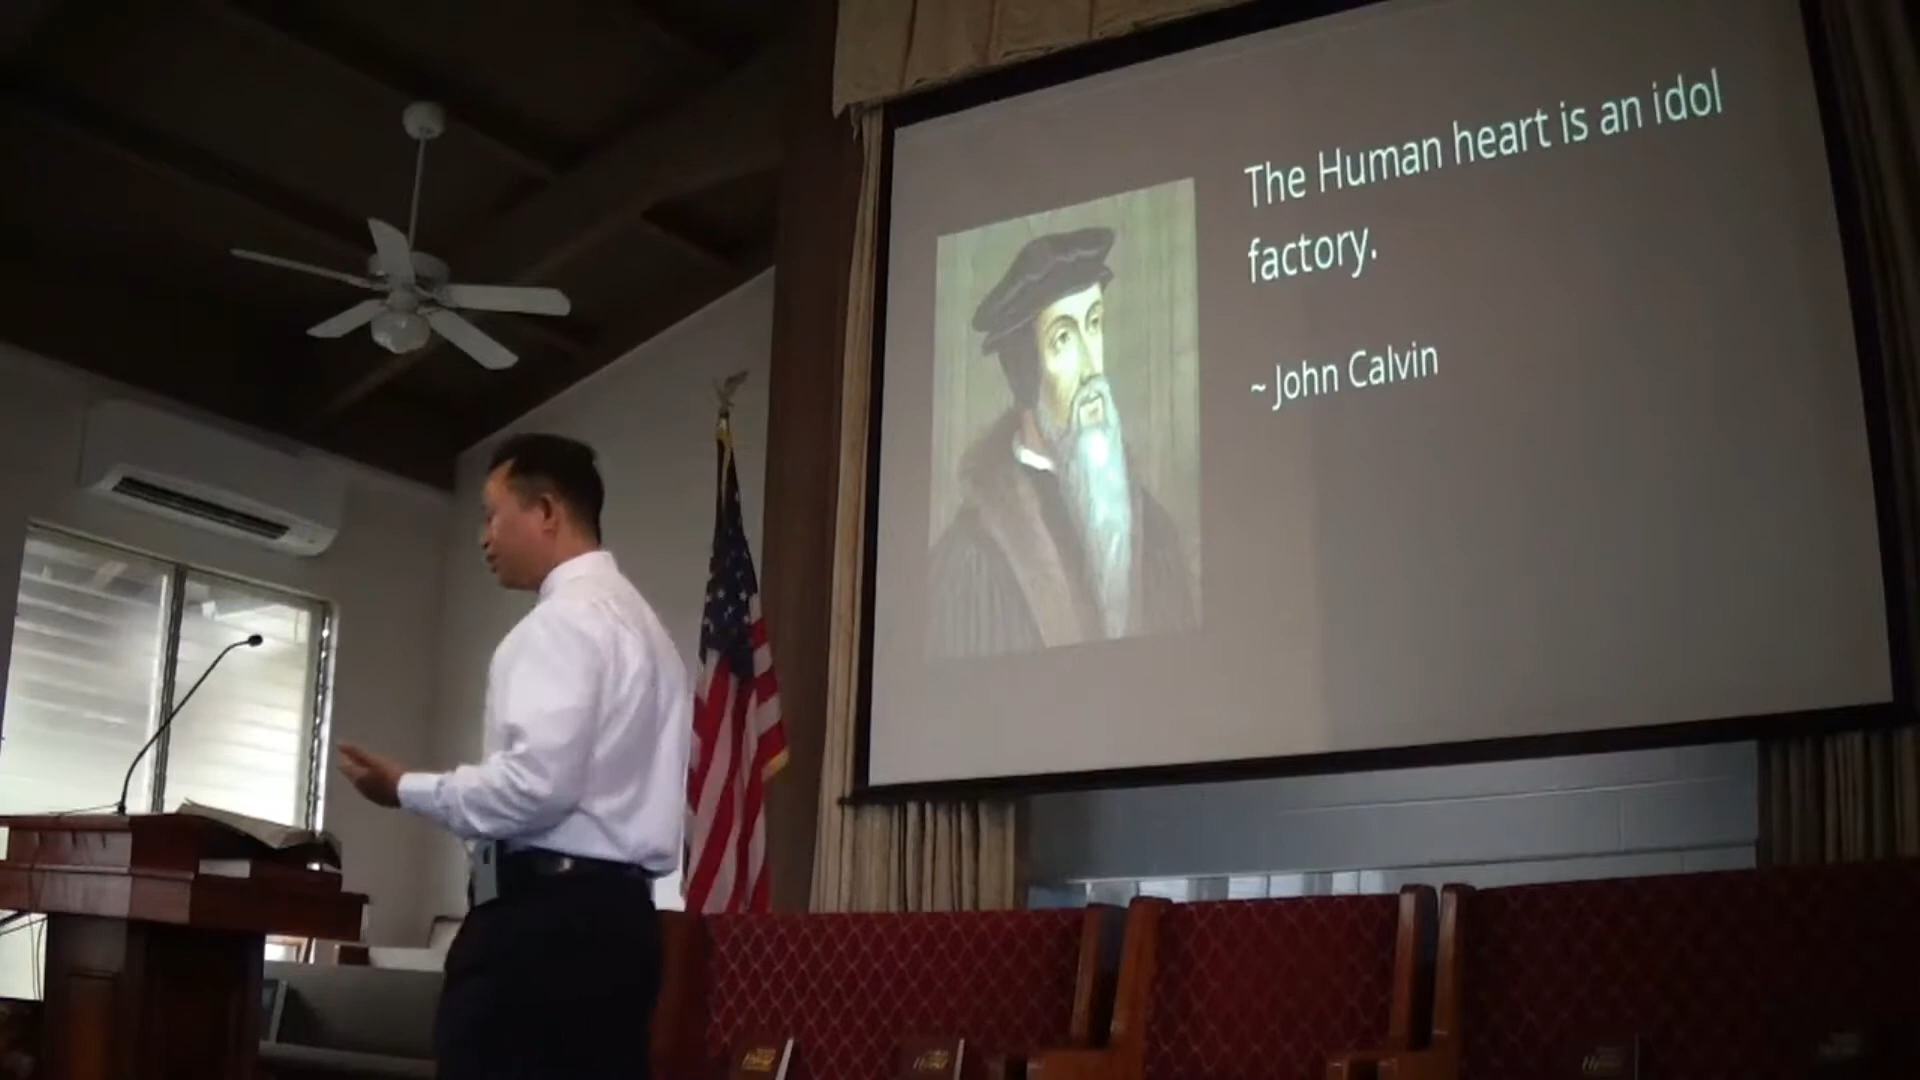 The Human heart is an idol
factory.
~ John Calvin